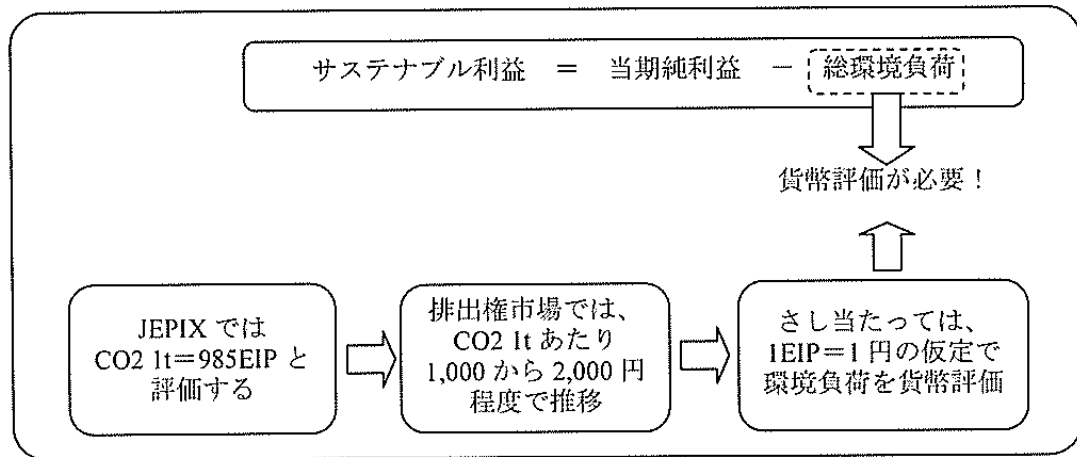 サステナブル利益 = 当期純利益 − 総環境負荷
貨幣評価が必要！
JEPIX では
CO2 1t＝985EIP と
評価する
排出権市場では、
CO2 1t あたり
1,000 から 2,000 円
程度で推移
さし当たっては、
1EIP＝1 円の仮定で
環境負荷を貨幣評価